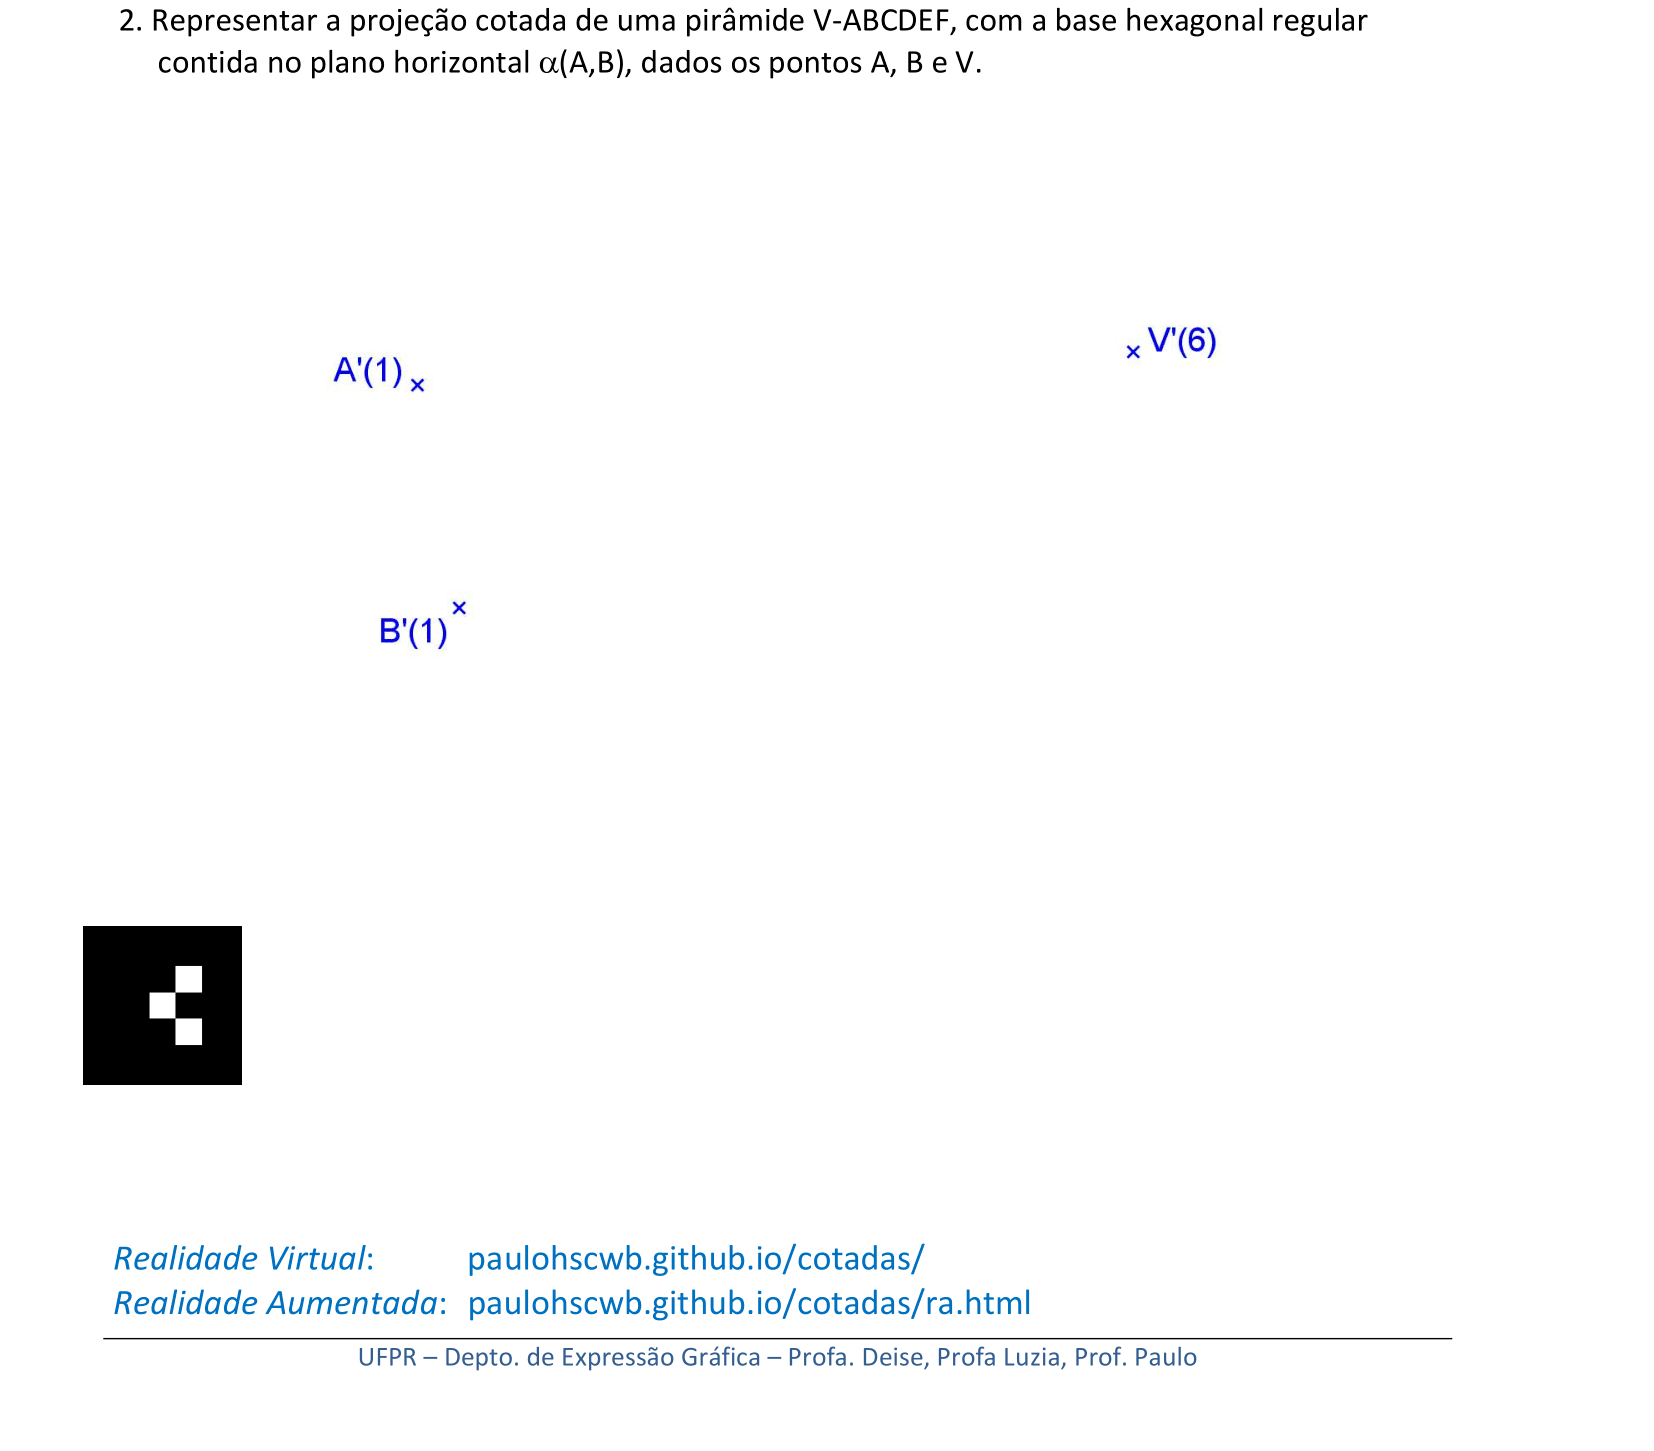 2. Representar a projeção cotada de uma pirâmide V-ABCDEF, com a base hexagonal regular
contida no plano horizontal α(A,B), dados os pontos A, B e V.
V'(6)
A'(1)
B'(1)
Realidade Virtual: paulohscwb.github.io/cotadas/
Realidade Aumentada: paulohscwb.github.io/cotadas/ra.html
UFPR – Depto. de Expressão Gráfica – Profa. Deise, Profa Luzia, Prof. Paulo